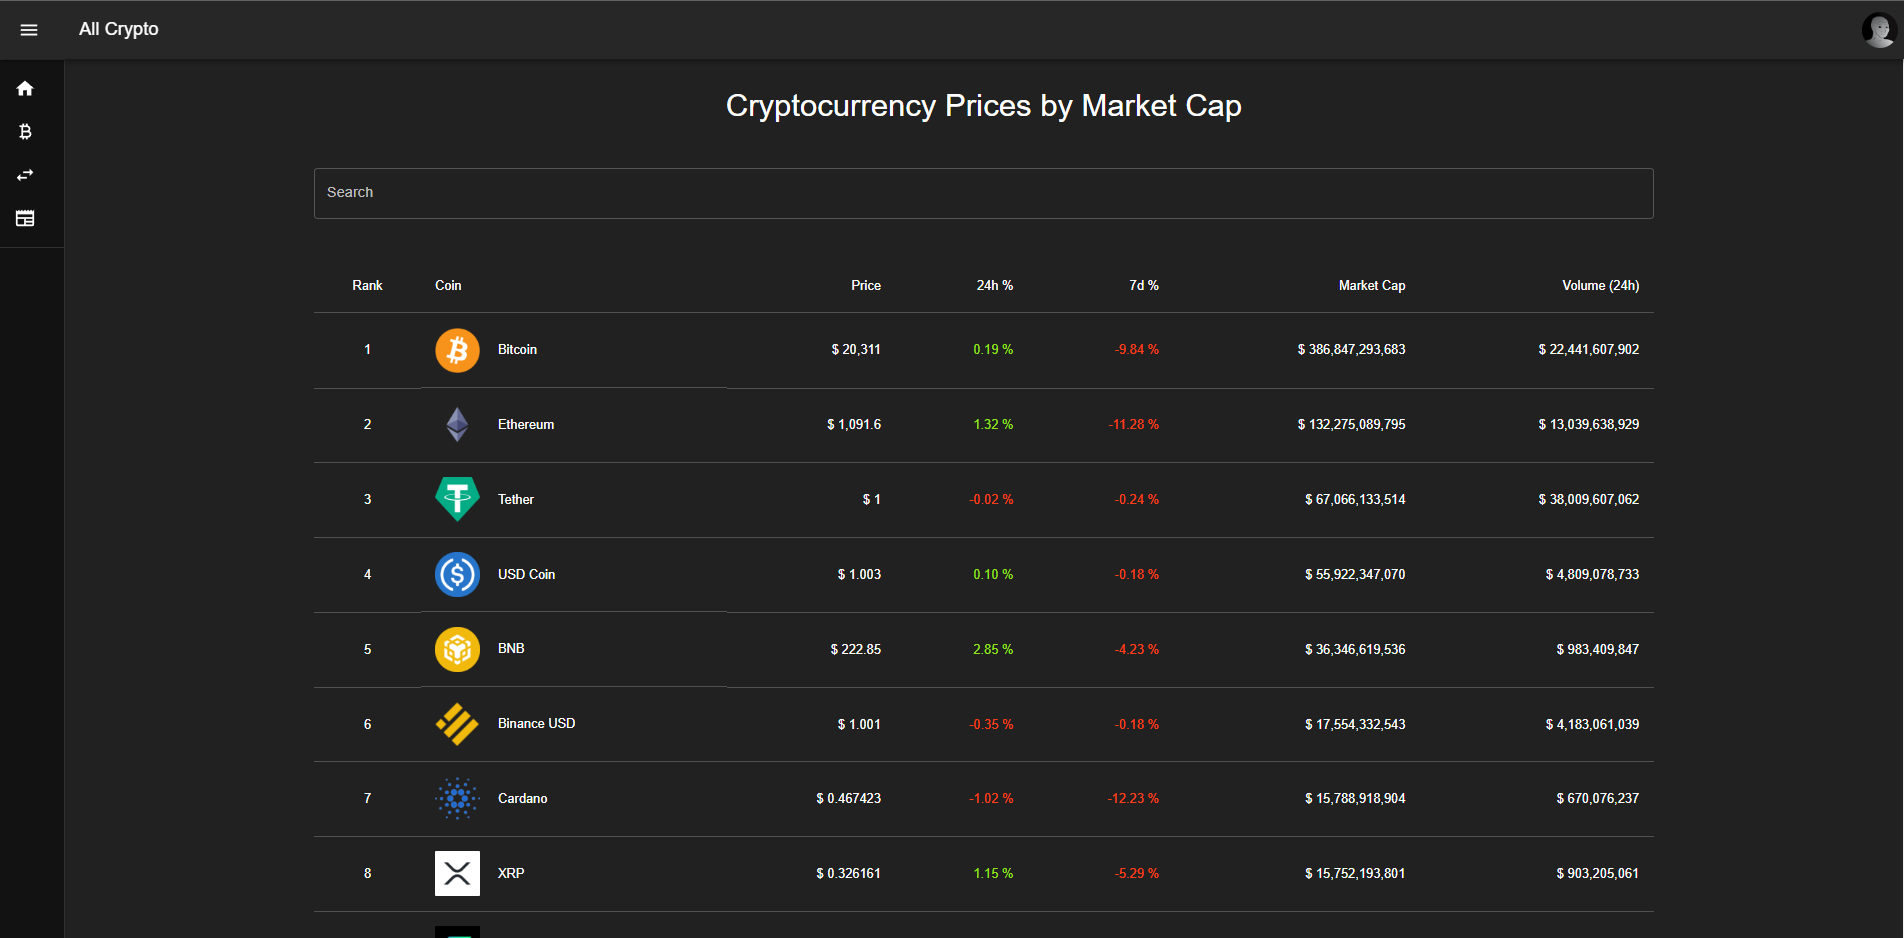 All Crypto
Cryptocurrency Prices by Market Cap
Search
Rank Coin Price 24h % 7d % Market Cap Volume (24h)
1 Bitcoin $ 20,311 0.19 % -9.84 % $ 386,847,293,683 $ 22,441,607,902
2 Ethereum $ 1,091.6 1.32 % -11.28 % $ 132,275,089,795 $ 13,039,638,929
3 Tether $ 1 -0.02 % -0.24 % $ 67,066,133,514 $ 38,009,607,062
4 USD Coin $ 1.003 0.10 % -0.18 % $ 55,922,347,070 $ 4,809,078,733
5 BNB $ 222.85 2.85 % -4.23 % $ 36,346,619,536 $ 983,409,847
6 Binance USD $ 1.001 -0.35 % -0.18 % $ 17,554,332,543 $ 4,183,061,039
7 Cardano $ 0.467423 -1.02 % -12.23 % $ 15,788,918,904 $ 670,076,237
8 XRP $ 0.326161 1.15 % -5.29 % $ 15,752,193,801 $ 903,205,061